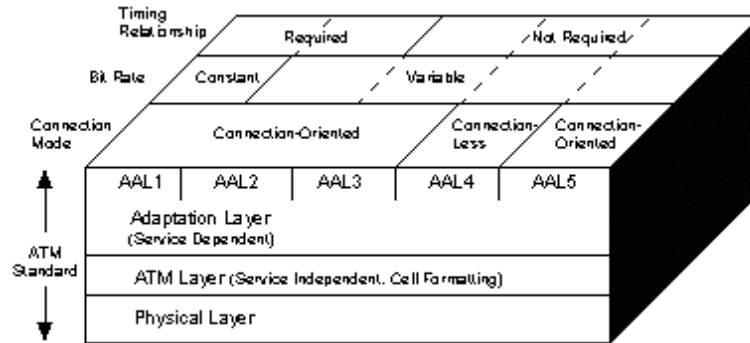 Timing
Relationship
Required
Not Required
Bit Rate
Constant
Variable
Connection
Mode
Connection-Oriented
Connection-
Less
Connection-
Oriented
AAL1
AAL2
AAL3
AAL4
AAL5
Adaptation Layer
(Service Dependent)
ATM
Standard
ATM Layer (Service Independent, Cell Formatting)
Physical Layer